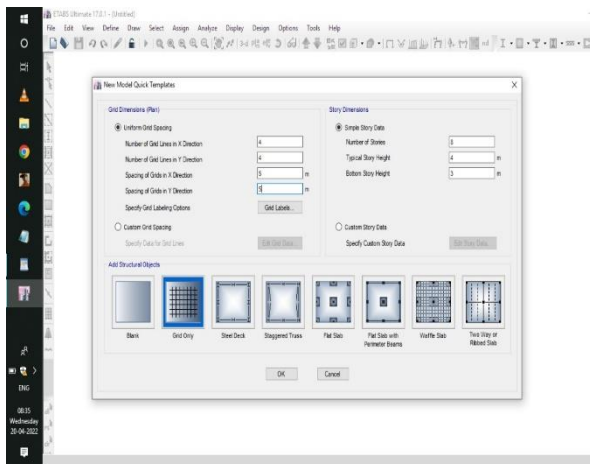 ETABS Ultimate 17.0.1 - (Untitled)
File Edit View Define Draw Select Assign Analyze Display Design Options Tools Help
New Model Quick Templates X
Grid Dimensions (Plan)
Uniform Grid Spacing
Number of Grid Lines in X Direction 4
Number of Grid Lines in Y Direction 4
Spacing of Grids in X Direction 5 m
Spacing of Grids in Y Direction 5 m
Specify Grid Labeling Options Grid Labels...
Custom Grid Spacing
Specify Data for Grid Lines Edit Grid Data...
Story Dimensions
Simple Story Data
Number of Stories
Typical Story Height 4 m
Bottom Story Height 3 m
Custom Story Data
Specify Custom Story Data Edit Story Data...
Add Structural Objects
Blank
Grid Only
Steel Deck
Staggered Truss
Flat Slab
Flat Slab with
Perimeter Beams
Waffle Slab
Two Way or
Ribbed Slab
OK Cancel
ENG
08:35
Wednesday
20-04-2022